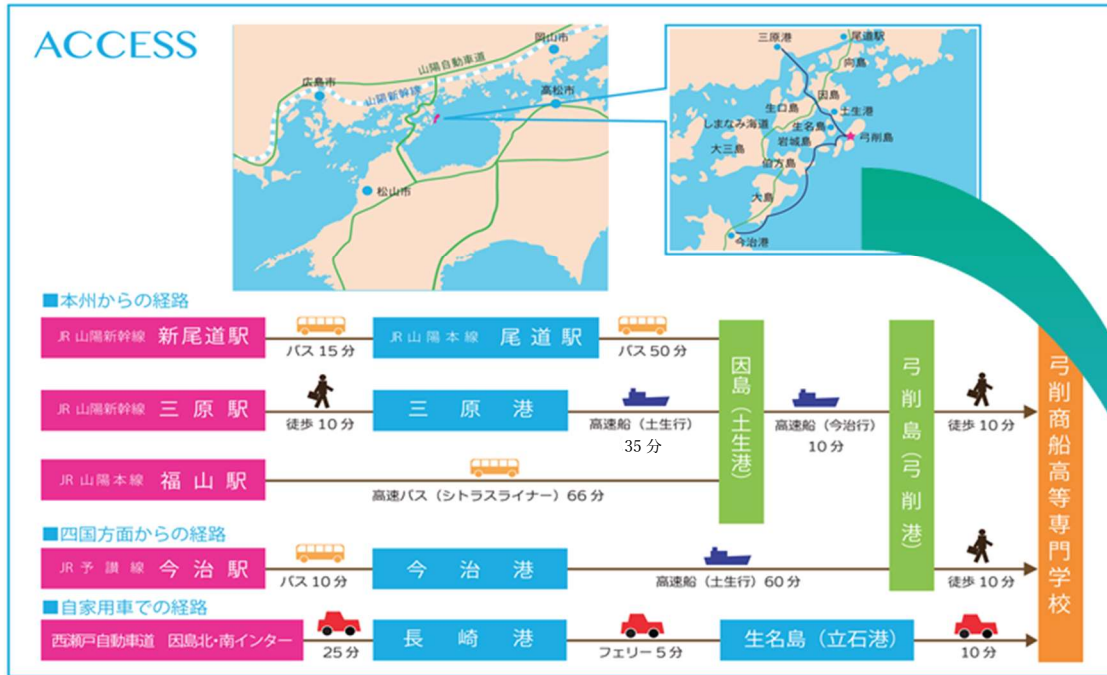 ACCESS
岡山市
山陽自動車道
広島市
山陽新幹線
高松市
松山市
三原港
尾道駅
向島
因島
生口島
土生港
しまなみ海道
生名島
弓削島
岩城島
大三島
伯方島
大島
今治港
■本州からの経路
JR 山陽新幹線 新尾道駅
バス 15 分
JR 山陽本線 尾道駅
バス 50 分
JR 山陽新幹線 三原駅
徒歩 10 分
三原港
高速船（土生行）
35 分
因島（土生港）
高速船（今治行）
10 分
弓削島（弓削港）
徒歩 10 分
弓削商船高等専門学校
JR 山陽本線 福山駅
高速バス（シトラスライナー）66 分
■四国方面からの経路
JR 予讃線 今治駅
バス 10 分
今治港
高速船（土生行）60 分
徒歩 10 分
■自家用車での経路
西瀬戸自動車道 因島北・南インター
25 分
長崎港
フェリー 5 分
生名島（立石港）
10 分